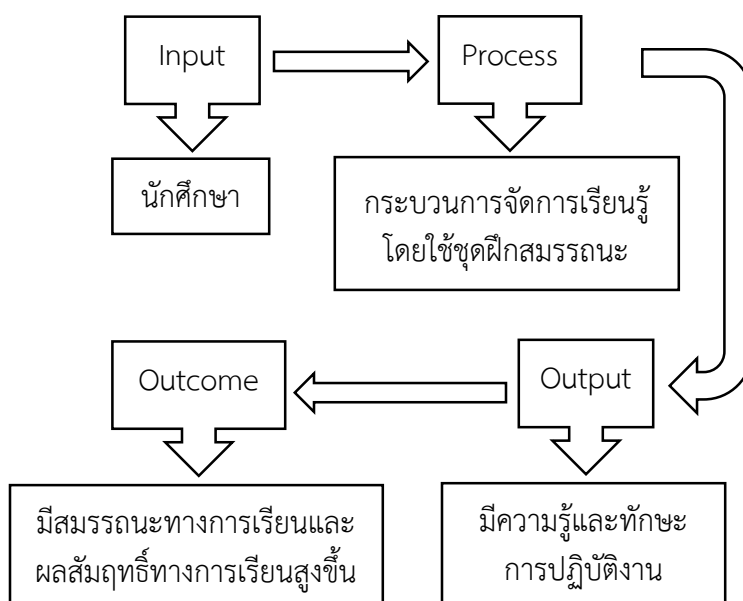 Input
Process
นักศึกษา
กระบวนการจัดการเรียนรู้
โดยใช้ชุดฝึกสมรรถนะ
Outcome
Output
มีสมรรถนะทางการเรียนและ
ผลสัมฤทธิ์ทางการเรียนสูงขึ้น
มีความรู้และทักษะ
การปฏิบัติงาน